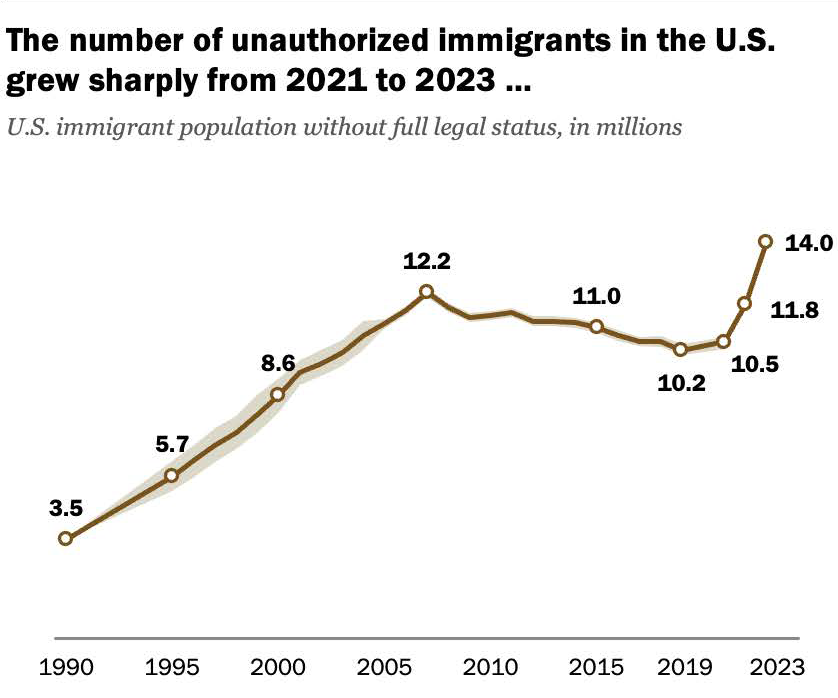 The number of unauthorized immigrants in the U.S.
grew sharply from 2021 to 2023 ...
U.S. immigrant population without full legal status, in millions
14.0
12.2
11.0
11.8
8.6
10.5
10.2
5.7
3.5
1990 1995 2000 2005 2010 2015 2019 2023